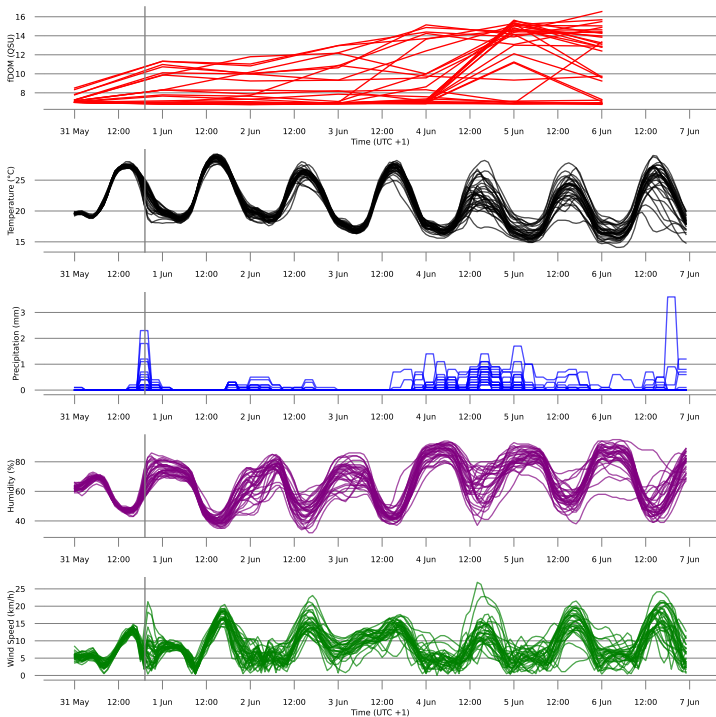 fDOM (QSU)
16
14
12
10
8
31 May 12:00 1 Jun 12:00 2 Jun 12:00 3 Jun 12:00 4 Jun 12:00 5 Jun 12:00 6 Jun 12:00 7 Jun
Time (UTC +1)
Temperature (°C)
25
20
15
31 May 12:00 1 Jun 12:00 2 Jun 12:00 3 Jun 12:00 4 Jun 12:00 5 Jun 12:00 6 Jun 12:00 7 Jun
Precipitation (mm)
3
2
1
0
31 May 12:00 1 Jun 12:00 2 Jun 12:00 3 Jun 12:00 4 Jun 12:00 5 Jun 12:00 6 Jun 12:00 7 Jun
Humidity (%)
80
60
40
31 May 12:00 1 Jun 12:00 2 Jun 12:00 3 Jun 12:00 4 Jun 12:00 5 Jun 12:00 6 Jun 12:00 7 Jun
Wind Speed (km/h)
25
20
15
10
5
0
31 May 12:00 1 Jun 12:00 2 Jun 12:00 3 Jun 12:00 4 Jun 12:00 5 Jun 12:00 6 Jun 12:00 7 Jun
Time (UTC +1)